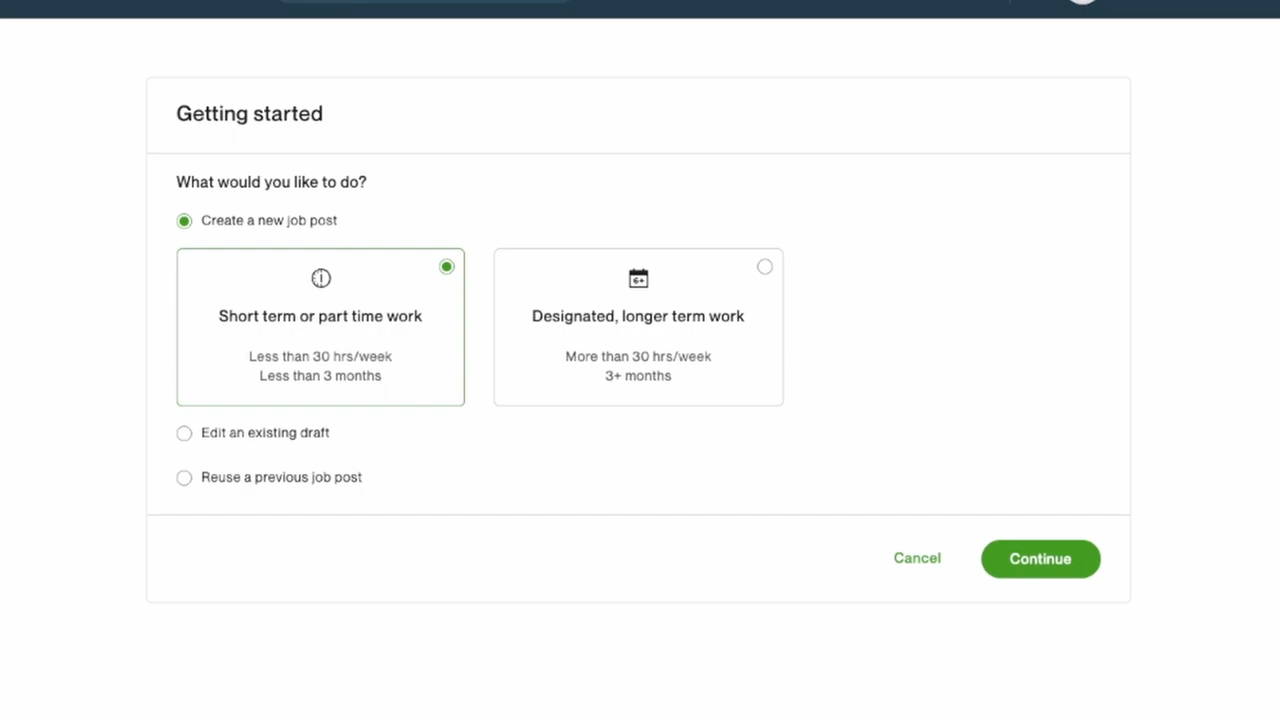 Getting started
What would you like to do?
Create a new job post
Short term or part time work
Less than 30 hrs/week
Less than 3 months
6+
Designated, longer term work
More than 30 hrs/week
3+ months
Edit an existing draft
Reuse a previous job post
Cancel
Continue